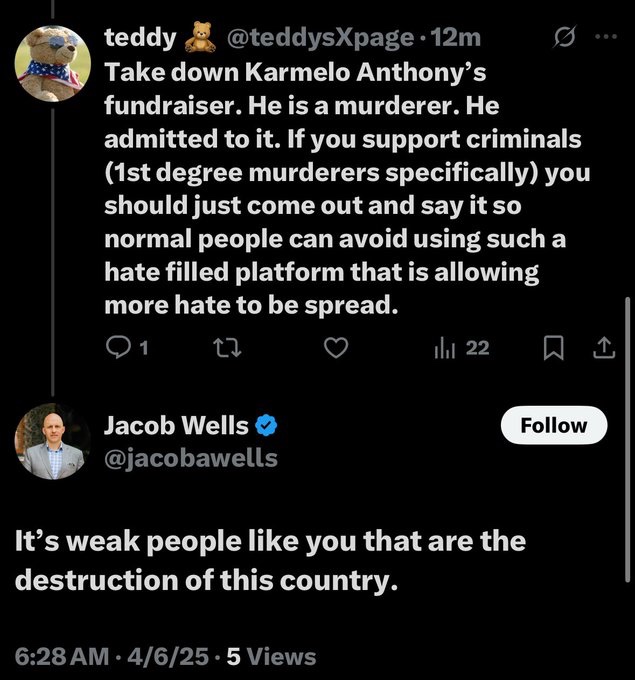 teddy 🧸 @teddysXpage · 12m
Take down Karmelo Anthony’s
fundraiser. He is a murderer. He
admitted to it. If you support criminals
(1st degree murderers specifically) you
should just come out and say it so
normal people can avoid using such a
hate filled platform that is allowing
more hate to be spread.
1 22
Jacob Wells
Follow
@jacobawells
It’s weak people like you that are the
destruction of this country.
6:28 AM · 4/6/25 · 5 Views